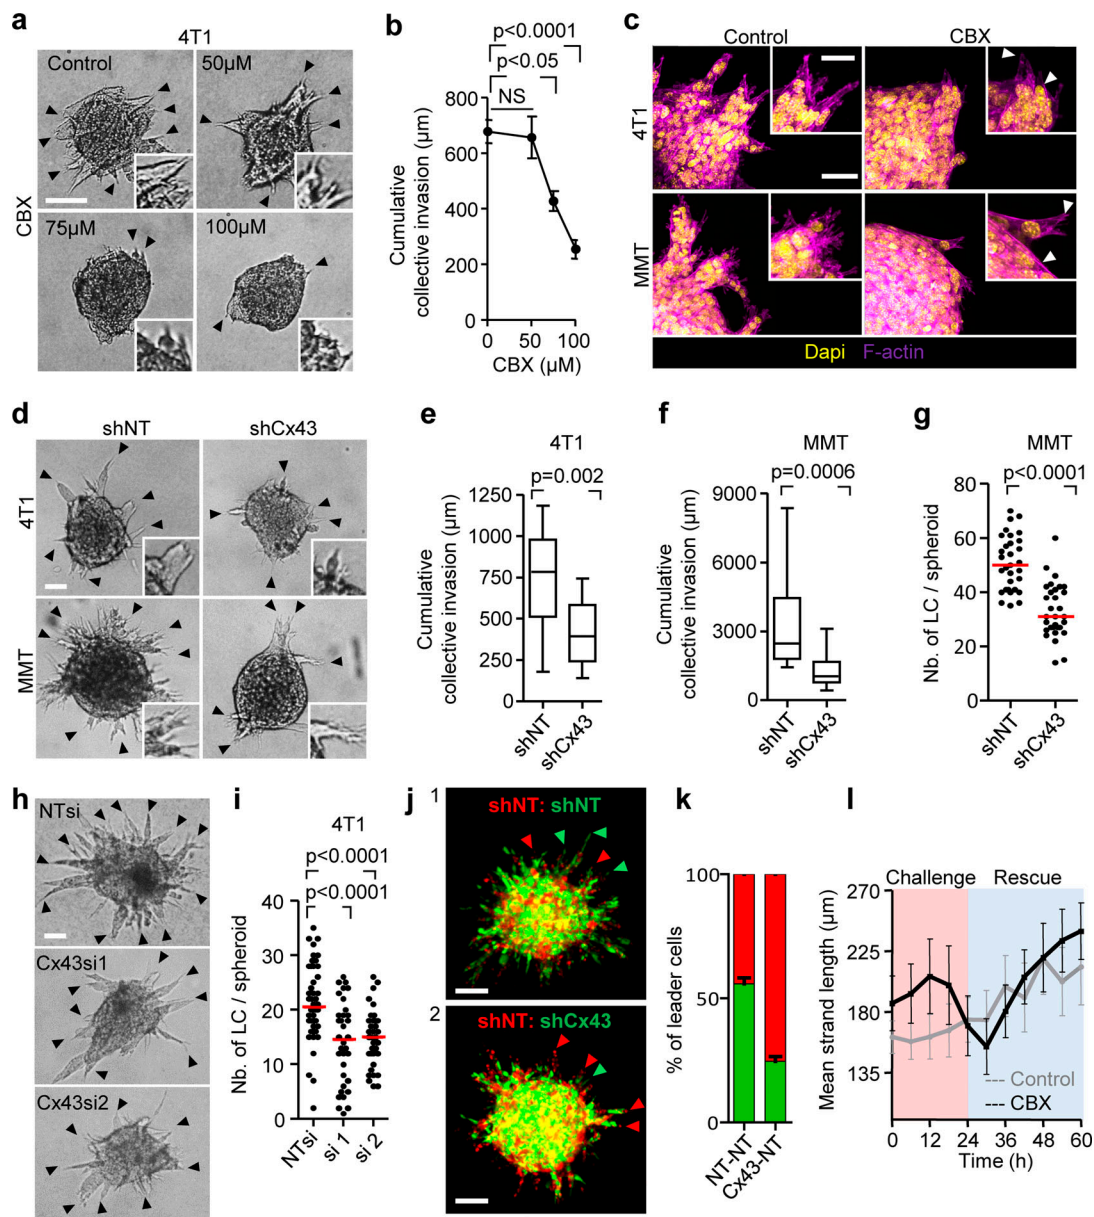 a
4T1
CBX
Control
50µM
75µM
100µM
b
p<0.0001
p<0.05
NS
Cumulative
collective invasion (µm)
800
600
400
200
0
0
50
75
100
CBX (µM)
c
Control
CBX
4T1
MMT
Dapi F-actin
d
shNT
shCx43
4T1
MMT
e
4T1
p=0.002
Cumulative
collective invasion (µm)
1250
1000
750
500
250
0
shNT
shCx43
f
MMT
p=0.0006
Cumulative
collective invasion (µm)
9000
6000
3000
0
shNT
shCx43
g
MMT
p<0.0001
Nb. of LC / spheroid
80
60
40
20
0
shNT
shCx43
h
NTsi
Cx43si1
Cx43si2
i
4T1
p<0.0001
p<0.0001
Nb. of LC / spheroid
40
30
20
10
0
NTsi
si 1
si 2
j
1
shNT: shNT
2
shNT: shCx43
k
% of leader cells
100
50
0
NT-NT
Cx43-NT
l
Challenge
Rescue
Mean strand length (µm)
270
225
180
135
Control
CBX
0
12
24
36
48
60
Time (h)